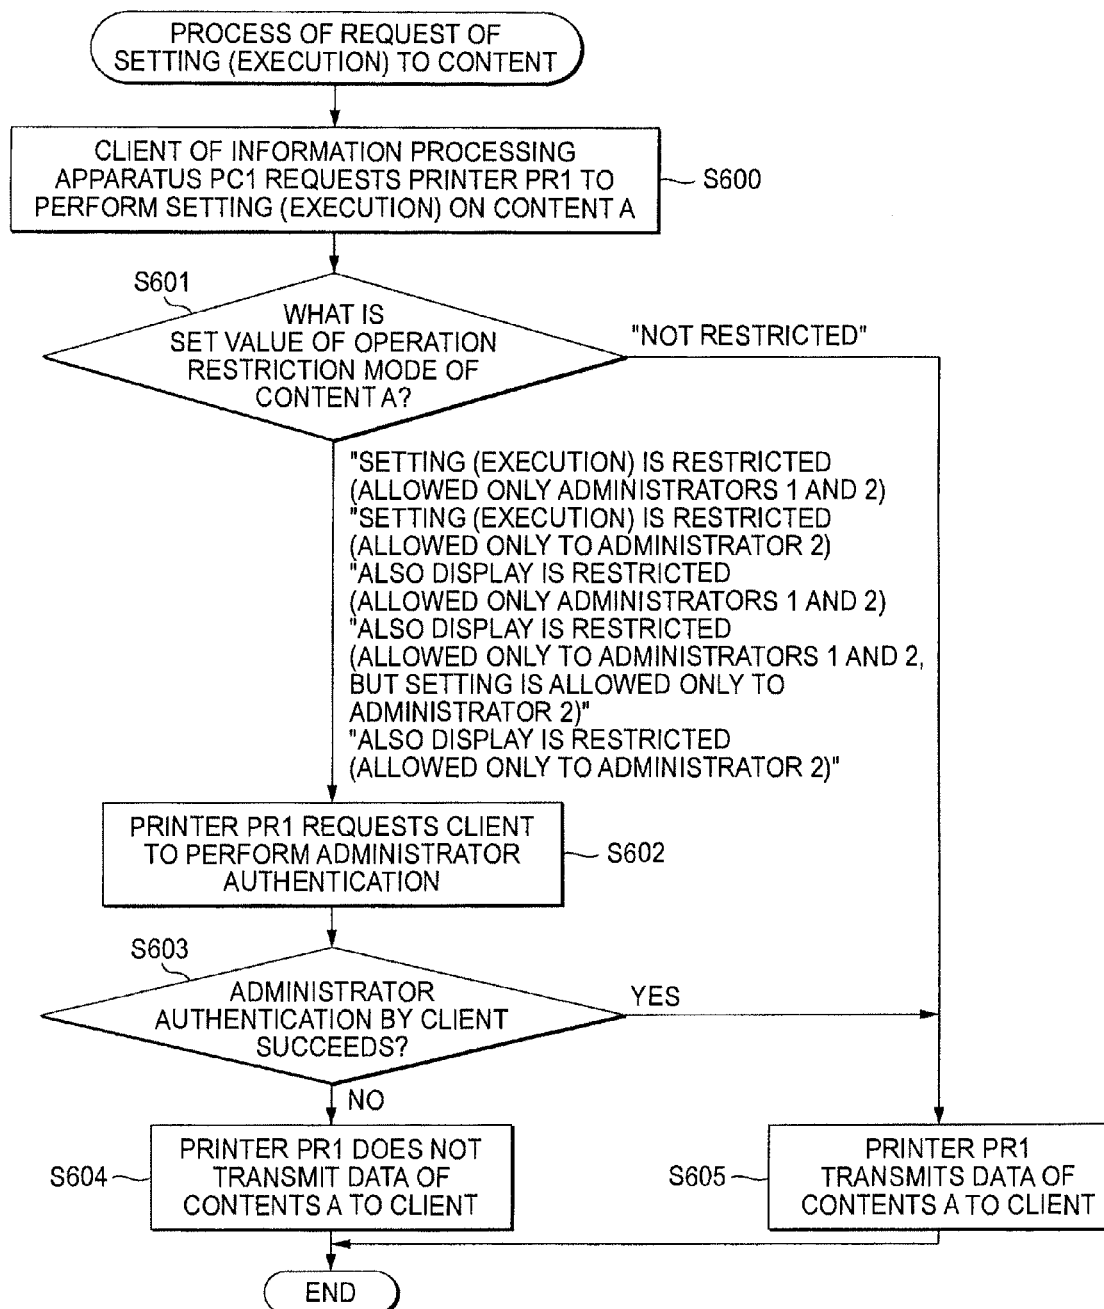 PROCESS OF REQUEST OF
SETTING (EXECUTION) TO CONTENT
CLIENT OF INFORMATION PROCESSING
APPARATUS PC1 REQUESTS PRINTER PR1 TO
PERFORM SETTING (EXECUTION) ON CONTENT A
S600
S601
WHAT IS
SET VALUE OF OPERATION
RESTRICTION MODE OF
CONTENT A?
"NOT RESTRICTED"
"SETTING (EXECUTION) IS RESTRICTED
(ALLOWED ONLY ADMINISTRATORS 1 AND 2)
"SETTING (EXECUTION) IS RESTRICTED
(ALLOWED ONLY TO ADMINISTRATOR 2)
"ALSO DISPLAY IS RESTRICTED
(ALLOWED ONLY ADMINISTRATORS 1 AND 2)
"ALSO DISPLAY IS RESTRICTED
(ALLOWED ONLY TO ADMINISTRATORS 1 AND 2,
BUT SETTING IS ALLOWED ONLY TO
ADMINISTRATOR 2)"
"ALSO DISPLAY IS RESTRICTED
(ALLOWED ONLY TO ADMINISTRATOR 2)"
PRINTER PR1 REQUESTS CLIENT
TO PERFORM ADMINISTRATOR
AUTHENTICATION
S602
S603
ADMINISTRATOR
AUTHENTICATION BY CLIENT
SUCCEEDS?
YES
NO
S604
PRINTER PR1 DOES NOT
TRANSMIT DATA OF
CONTENTS A TO CLIENT
S605
PRINTER PR1
TRANSMITS DATA OF
CONTENTS A TO CLIENT
END